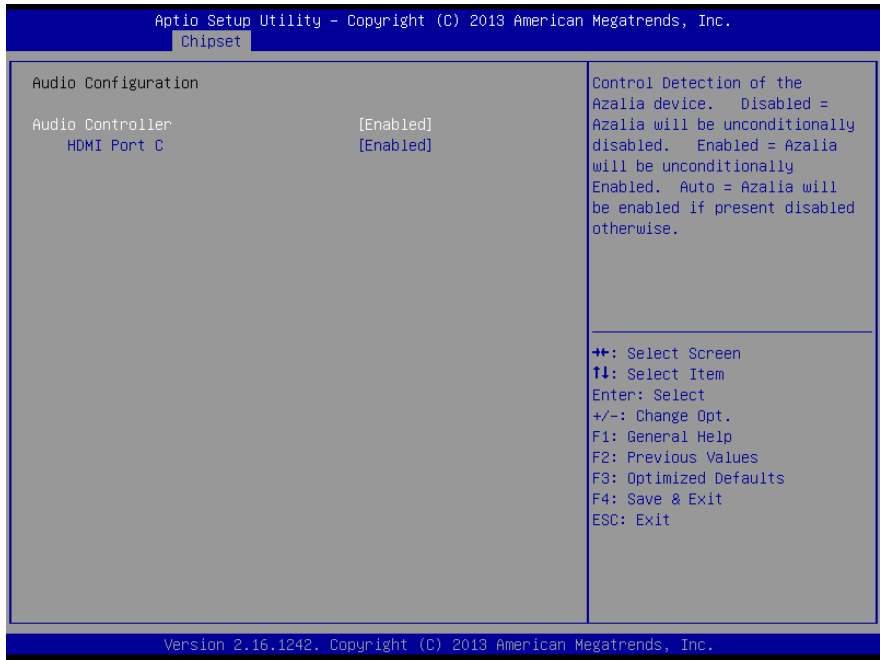 Aptio Setup Utility – Copyright (C) 2013 American Megatrends, Inc.
Chipset
Audio Configuration
Audio Controller [Enabled]
HDMI Port C [Enabled]
Control Detection of the
Azalia device. Disabled =
Azalia will be unconditionally
disabled. Enabled = Azalia
will be unconditionally
Enabled. Auto = Azalia will
be enabled if present disabled
otherwise.
→←: Select Screen
↑↓: Select Item
Enter: Select
+/-: Change Opt.
F1: General Help
F2: Previous Values
F3: Optimized Defaults
F4: Save & Exit
ESC: Exit
Version 2.16.1242. Copyright (C) 2013 American Megatrends, Inc.